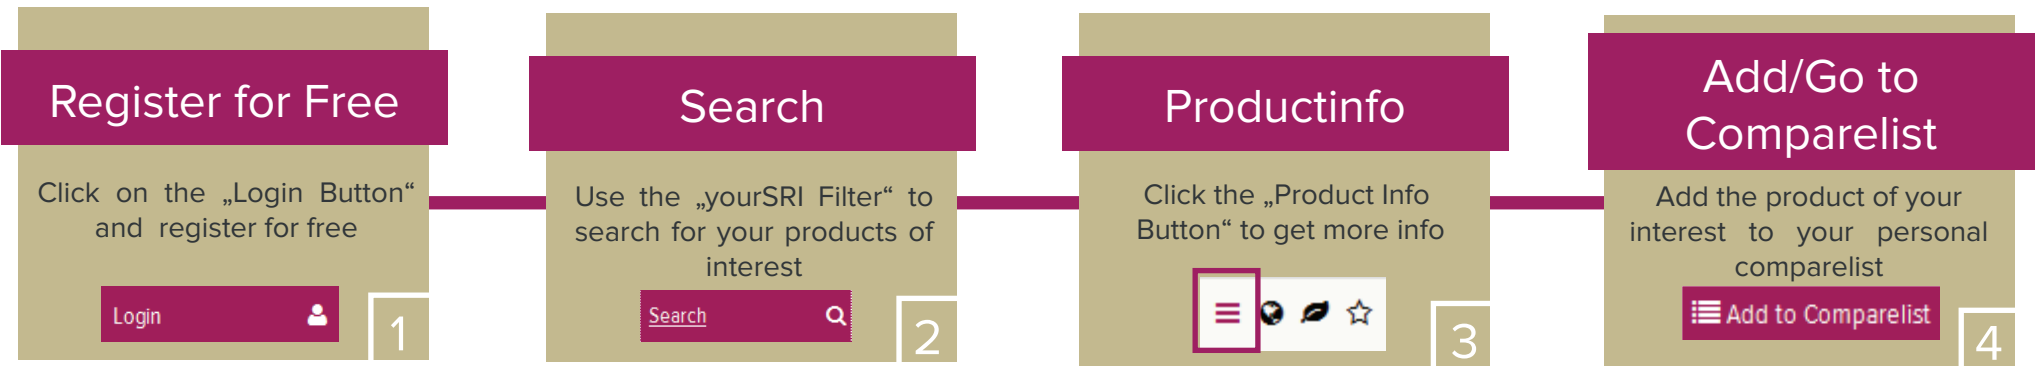 Register for Free
Click on the „Login Button“
and register for free
Login
1
Search
Use the „yourSRI Filter“ to
search for your products of
interest
Search
2
Productinfo
Click the „Product Info
Button“ to get more info
3
Add/Go to
Comparelist
Add the product of your
interest to your personal
comparelist
Add to Comparelist
4